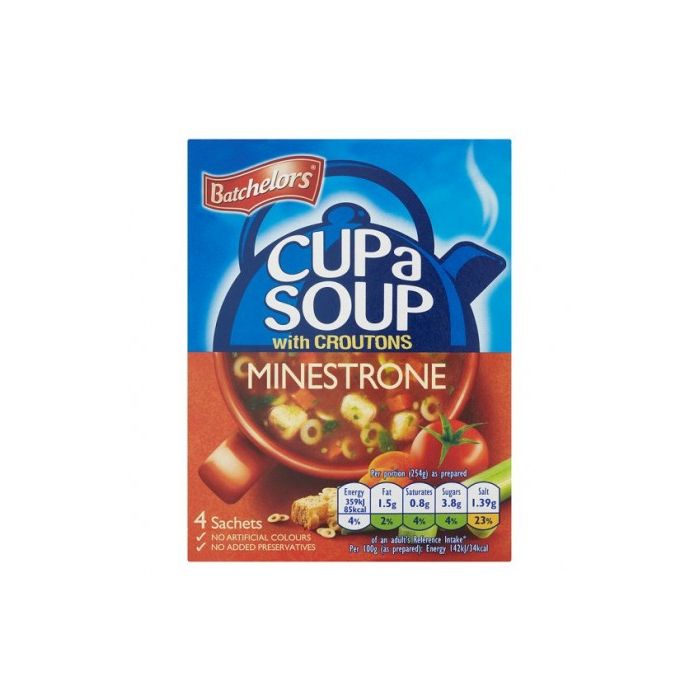 Batchelors®
CUPa
SOUP
with CROUTONS
MINESTRONE
Per portion (254g) as prepared
Energy 359kJ 85kcal 4%
Fat 1.5g 2%
Saturates 0.8g 4%
Sugars 3.8g 4%
Salt 1.39g 23%
of an adult's Reference Intake*
Per 100g (as prepared): Energy 142kJ/34kcal
4 Sachets
✓ NO ARTIFICIAL COLOURS
✓ NO ADDED PRESERVATIVES